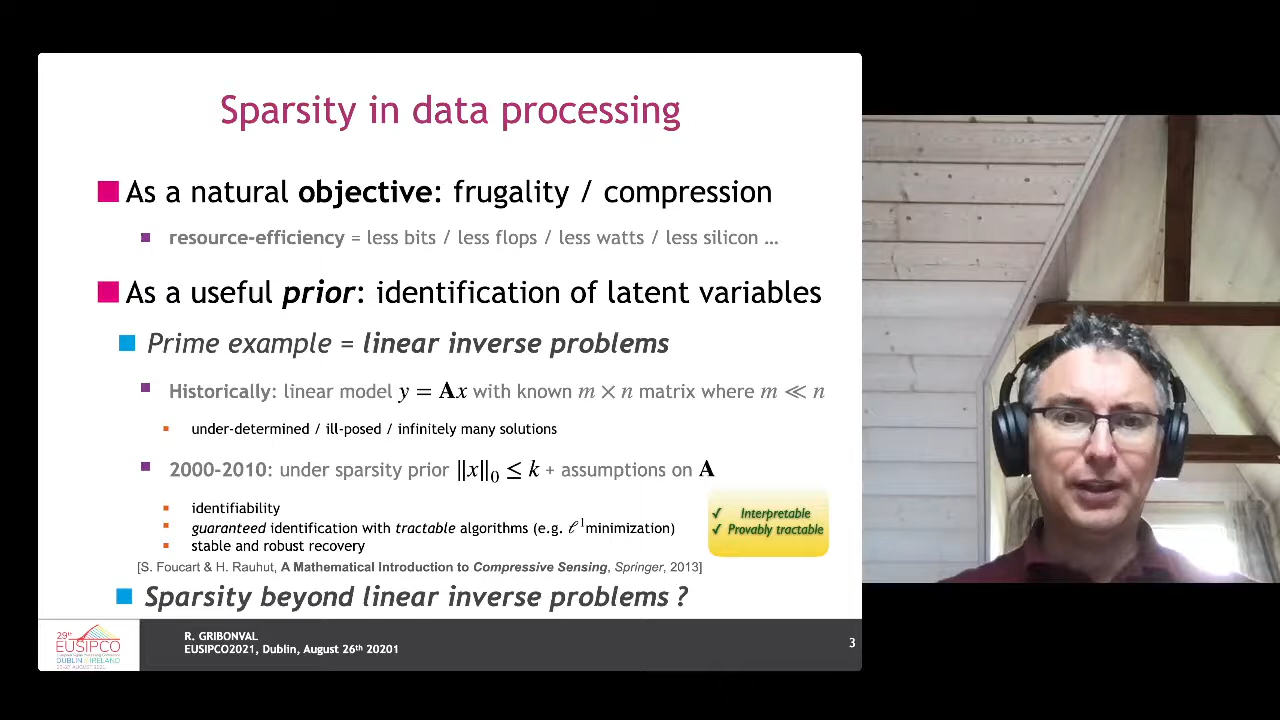 Sparsity in data processing
As a natural objective: frugality / compression
resource-efficiency = less bits / less flops / less watts / less silicon …
As a useful prior: identification of latent variables
Prime example = linear inverse problems
Historically: linear model y = Ax with known m × n matrix where m ≪ n
under-determined / ill-posed / infinitely many solutions
2000-2010: under sparsity prior ‖x‖₀ ≤ k + assumptions on A
identifiability
guaranteed identification with tractable algorithms (e.g. ℓ¹minimization)
stable and robust recovery
✓ Interpretable
✓ Provably tractable
[S. Foucart & H. Rauhut, A Mathematical Introduction to Compressive Sensing, Springer, 2013]
Sparsity beyond linear inverse problems ?
29th
EUSIPCO
DUBLIN IRELAND
R. GRIBONVAL
EUSIPCO2021, Dublin, August 26th 20201
3